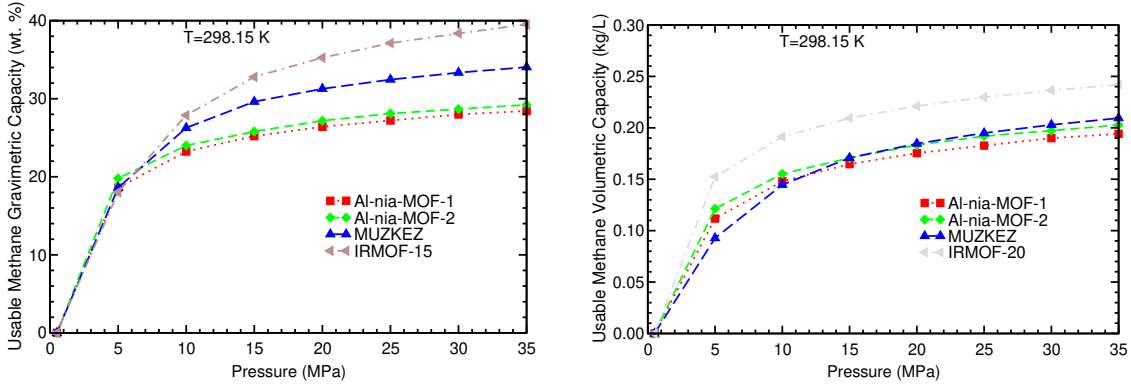 Usable Methane Gravimetric Capacity (wt. %)
40
30
20
10
0
T=298.15 K
Al-nia-MOF-1
Al-nia-MOF-2
MUZKEZ
IRMOF-15
0 5 10 15 20 25 30 35
Pressure (MPa)
Usable Methane Volumetric Capacity (kg/L)
0.30
0.25
0.20
0.15
0.10
0.05
0.00
T=298.15 K
Al-nia-MOF-1
Al-nia-MOF-2
MUZKEZ
IRMOF-20
0 5 10 15 20 25 30 35
Pressure (MPa)